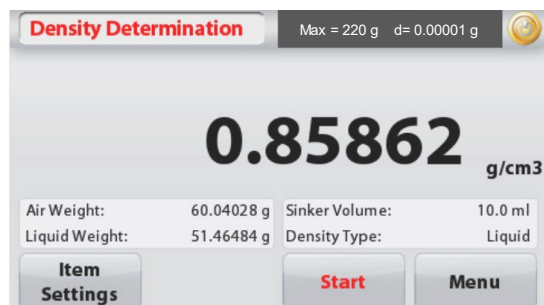 Density Determination Max = 220 g d= 0.00001 g
0.85862 g/cm3
Air Weight: 60.04028 g Sinker Volume: 10.0 ml
Liquid Weight: 51.46484 g Density Type: Liquid
Item Settings Start Menu